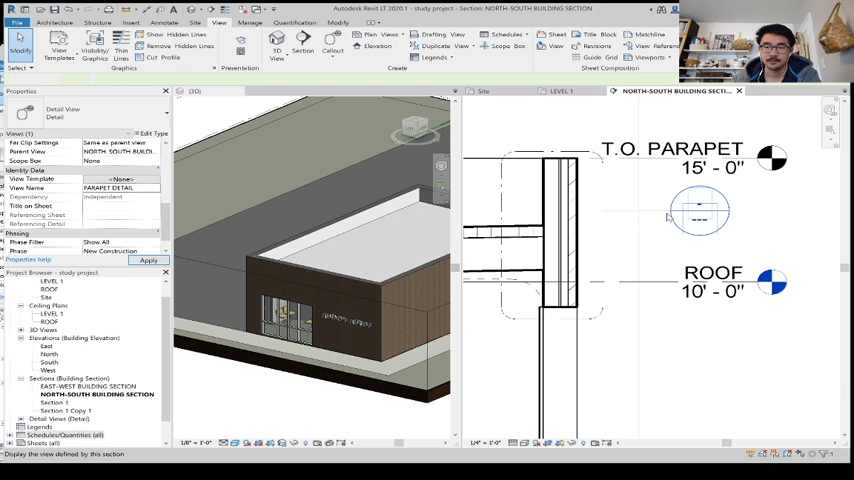 Autodesk Revit LT 2020.1 - study project - Section: NORTH-SOUTH BUILDING SECTION
File Architecture Structure Insert Annotate View Manage Quantification Modify
Show Hidden Lines
Remove Hidden Lines
Cut Profile
Plan Views
Elevation
Drafting View
Duplicate View
Legends
Schedules
Scope Box
Sheet
View
Title Block
Revisions
Guide Grid
Matchline
View Reference
Viewports
Modify View Templates Visibility/ Graphics Thin Lines 3D View Section Callout
Select Graphics Presentation Create Sheet Composition
Properties
(3D) Site LEVEL 1 NORTH-SOUTH BUILDING SECTI...
Detail View
Detail
Views (1) Edit Type
Far Clip Settings Same as parent view
Parent View NORTH-SOUTH BUILDI...
Scope Box None
Identity Data
View Template <None>
View Name PARAPET DETAIL
Dependency Independent
Title on Sheet
Referencing Sheet
Referencing Detail
Phasing
Phase Filter Show All
Phase New Construction
Properties help Apply
Project Browser - study project
LEVEL 1
ROOF
Site
Ceiling Plans
LEVEL 1
ROOF
3D Views
Elevations (Building Elevation)
East
North
South
West
Sections (Building Section)
EAST-WEST BUILDING SECTION
NORTH-SOUTH BUILDING SECTION
Section 1
Section 1 Copy 1
Detail Views (Detail)
Legends
Schedules/Quantities (all)
Sheets (all)
T.O. PARAPET
15' - 0"
ROOF
10' - 0"
1/8" = 1'-0"
1/4" = 1'-0"
Display the view defined by this section